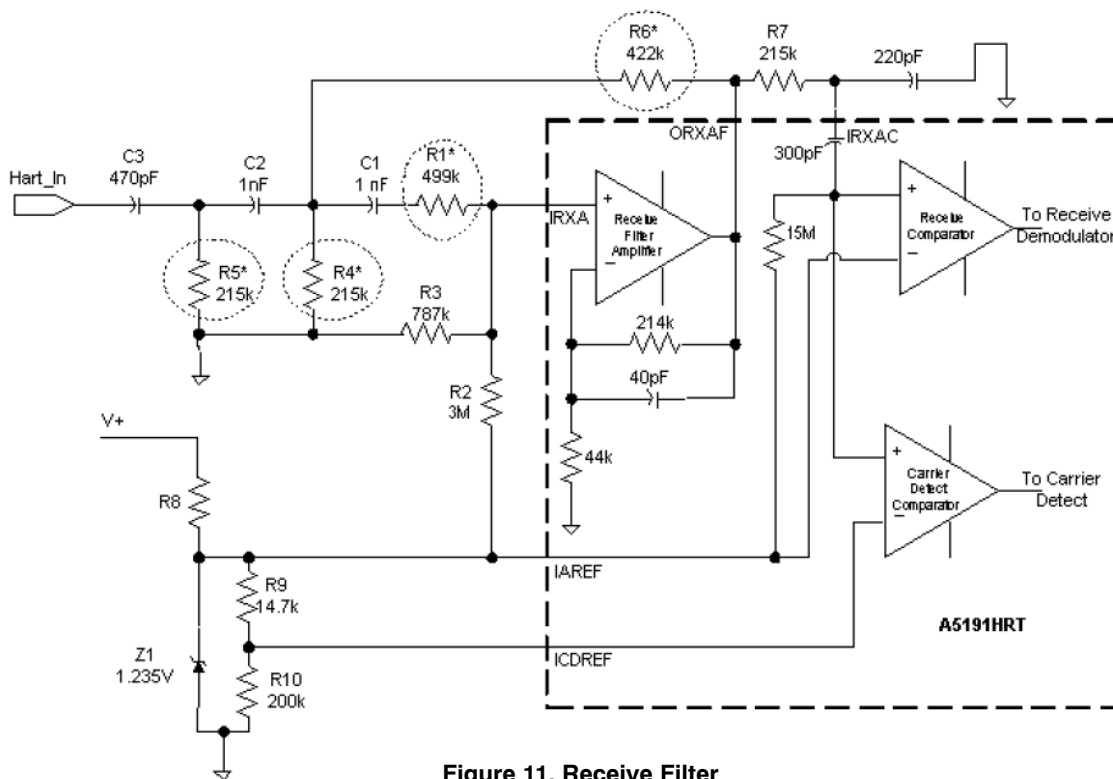 R6*
422k
R7
215k
220pF
ORXAF
IRXAC
300pF
C3
470pF
C2
1nF
C1
1 nF
R1*
499k
Hart_In
IRXA
+
Receive
Filter
Amplifier
−
15M
+
Receive
Comparator
−
To Receive
Demodulator
R5*
215k
R4*
215k
R3
787k
214k
40pF
R2
3M
44k
V+
R8
+
Carrier
Detect
Comparator
−
To Carrier
Detect
IAREF
R9
14.7k
A5191HRT
Z1
1.235V
ICDREF
R10
200k
Figure 11. Receive Filter